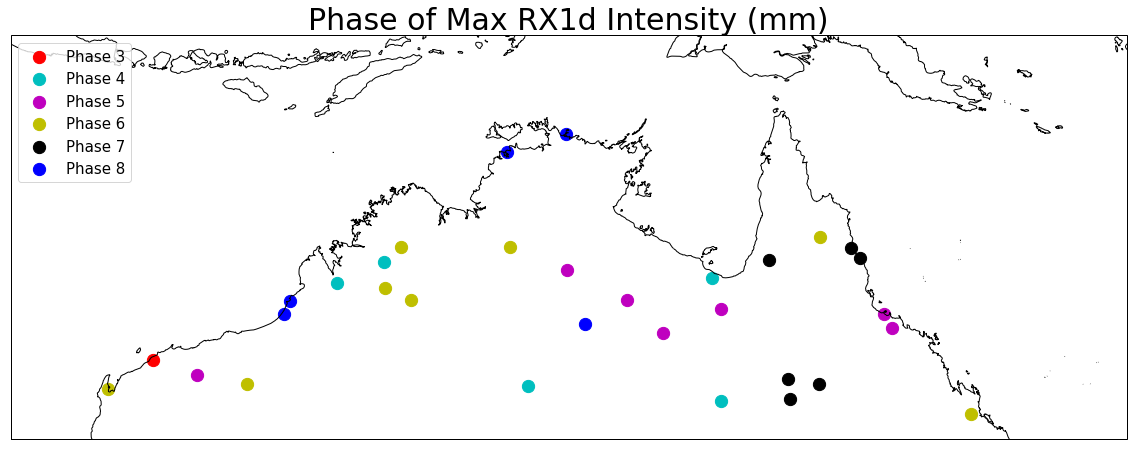 Phase of Max RX1d Intensity (mm)
Phase 3
Phase 4
Phase 5
Phase 6
Phase 7
Phase 8